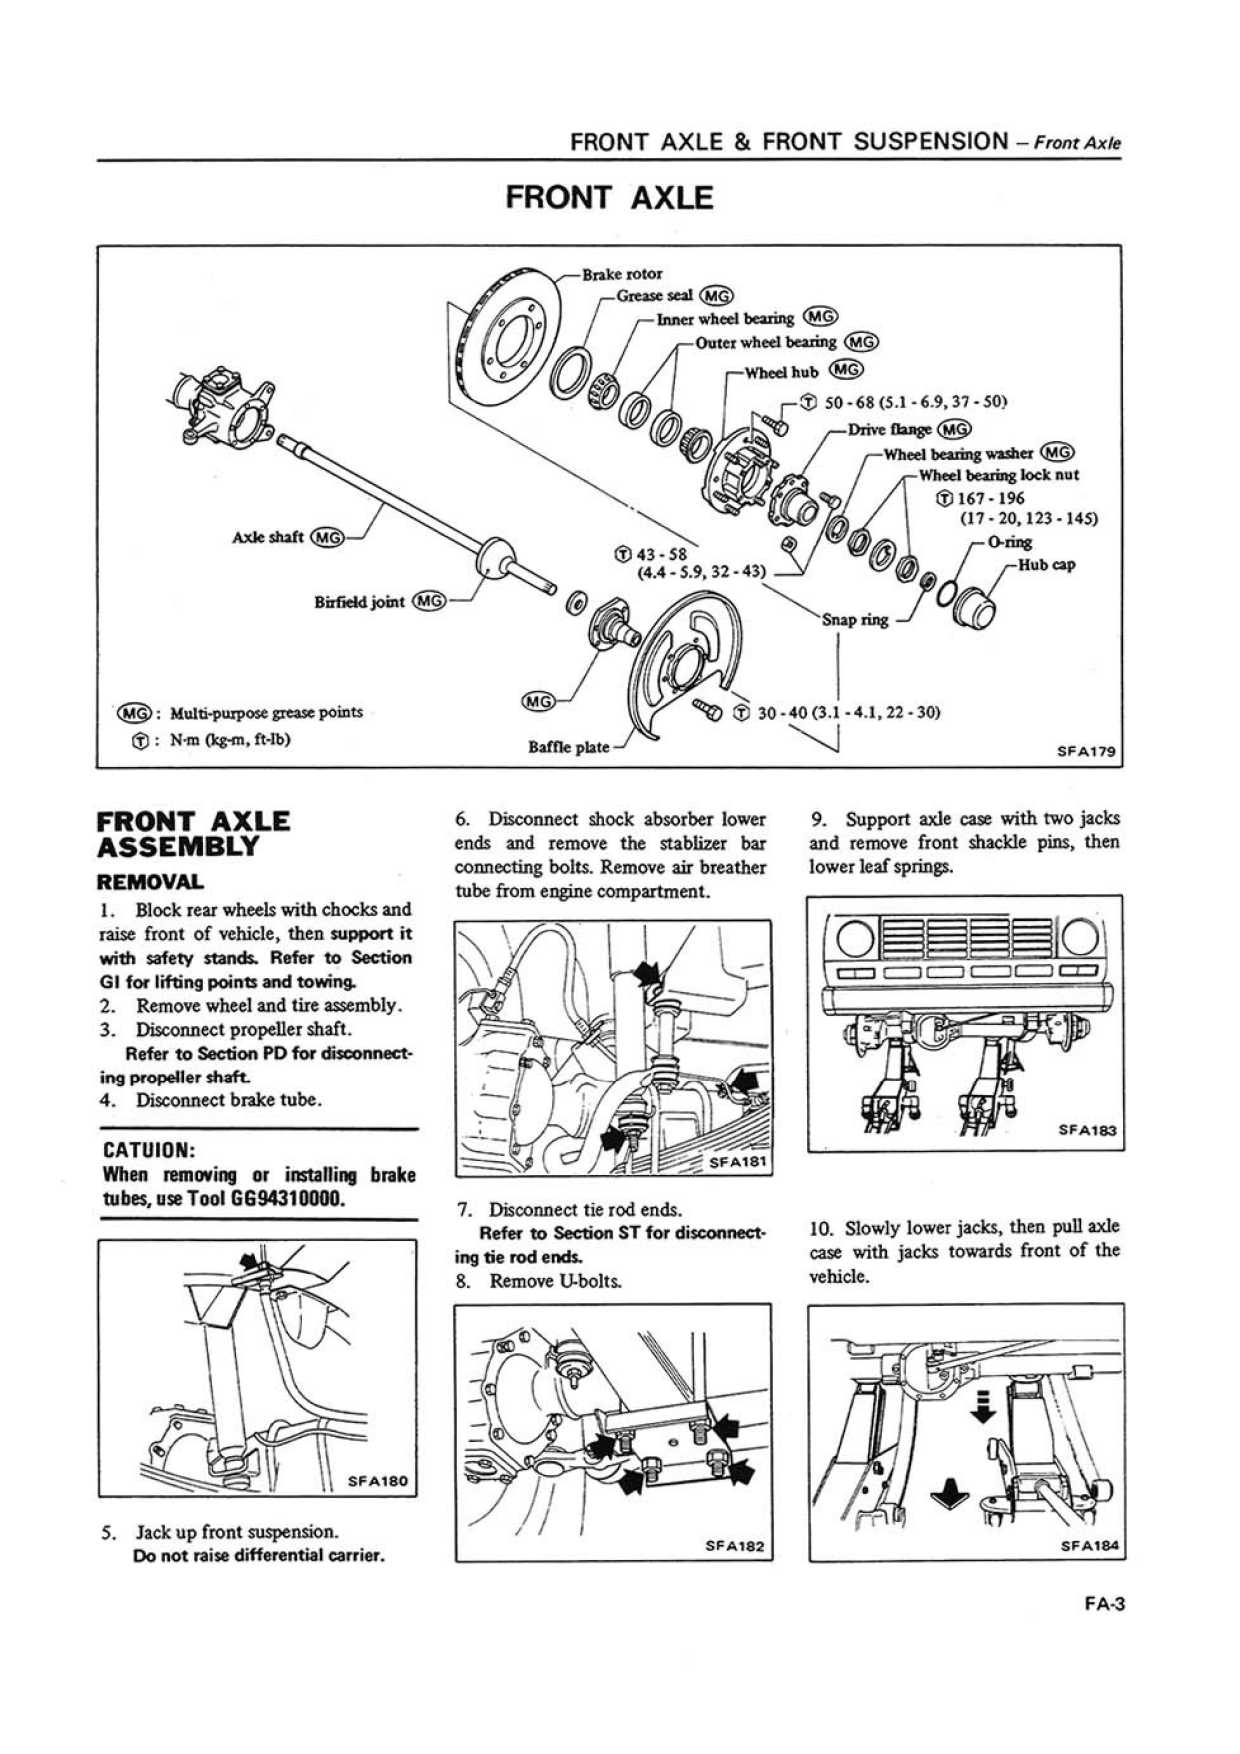 FRONT AXLE & FRONT SUSPENSION – Front Axle
FRONT AXLE
Brake rotor
Grease seal MG
Inner wheel bearing MG
Outer wheel bearing MG
Wheel hub MG
T 50 - 68 (5.1 - 6.9, 37 - 50)
Drive flange MG
Wheel bearing washer MG
Wheel bearing lock nut
T 167 - 196
(17 - 20, 123 - 145)
O-ring
Hub cap
Axle shaft MG
T 43 - 58
(4.4 - 5.9, 32 - 43)
Birfield joint MG
Snap ring
MG
MG : Multi-purpose grease points
T 30 - 40 (3.1 - 4.1, 22 - 30)
T : N·m (kg-m, ft-lb)
Baffle plate
SFA179
FRONT AXLE
ASSEMBLY
REMOVAL
1. Block rear wheels with chocks and
raise front of vehicle, then support it
with safety stands. Refer to Section
GI for lifting points and towing.
2. Remove wheel and tire assembly.
3. Disconnect propeller shaft.
Refer to Section PD for disconnect-
ing propeller shaft.
4. Disconnect brake tube.
CATUION:
When removing or installing brake
tubes, use Tool GG94310000.
SFA180
5. Jack up front suspension.
Do not raise differential carrier.
6. Disconnect shock absorber lower
ends and remove the stablizer bar
connecting bolts. Remove air breather
tube from engine compartment.
SFA181
7. Disconnect tie rod ends.
Refer to Section ST for disconnect-
ing tie rod ends.
8. Remove U-bolts.
SFA182
9. Support axle case with two jacks
and remove front shackle pins, then
lower leaf springs.
SFA183
10. Slowly lower jacks, then pull axle
case with jacks towards front of the
vehicle.
SFA184
FA-3